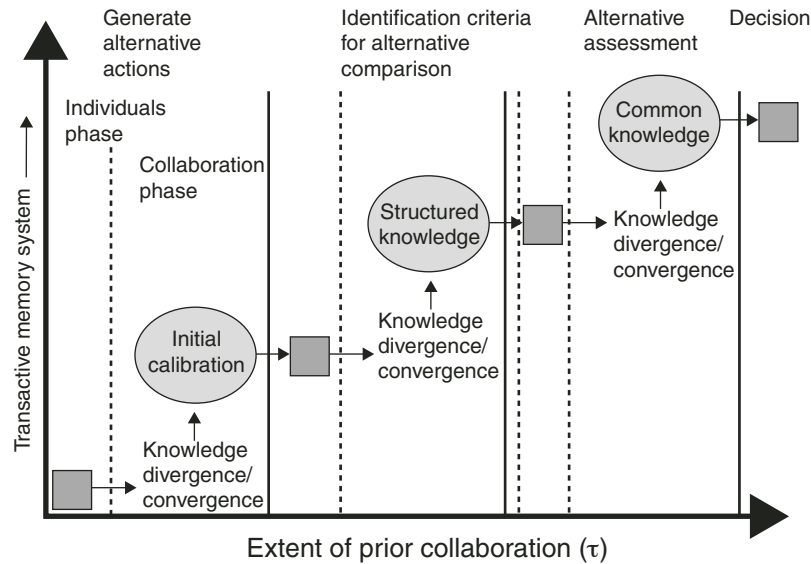 Generate
alternative
actions
Identification criteria
for alternative
comparison
Alternative
assessment
Decision
Individuals
phase
Collaboration
phase
Common
knowledge
Structured
knowledge
Knowledge
divergence/
convergence
Initial
calibration
Knowledge
divergence/
convergence
Knowledge
divergence/
convergence
Transactive memory system
Extent of prior collaboration (τ)